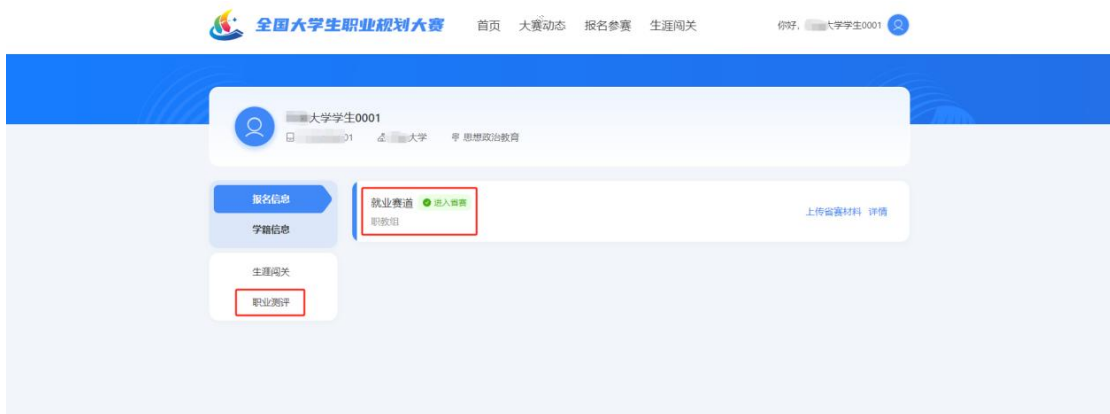 全国大学生职业规划大赛 首页 大赛动态 报名参赛 生涯闯关 你好, 大学学生0001
大学学生0001
01 大学 思想政治教育
报名信息
就业赛道 进入省赛
职教组
上传省赛材料 详情
学籍信息
生涯闯关
职业测评